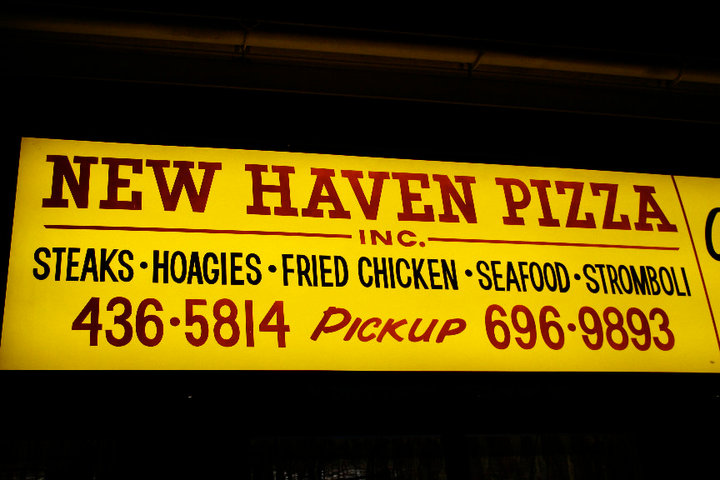 NEW HAVEN PIZZA
INC.
STEAKS·HOAGIES·FRIED CHICKEN·SEAFOOD·STROMBOLI
436·5814 PICKUP 696·9893